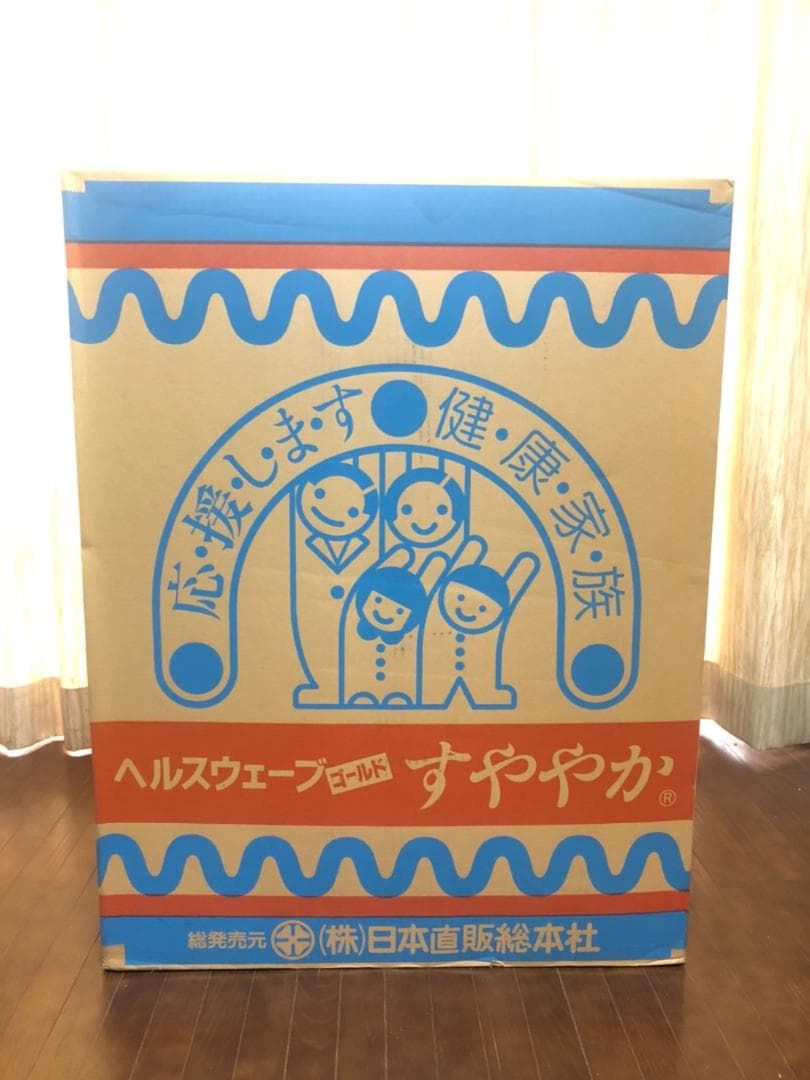 応・援・し・ま・す●健・康・家・族
ヘルスウェーブ ゴールド すややか®
総発売元 (株)日本直販総本社